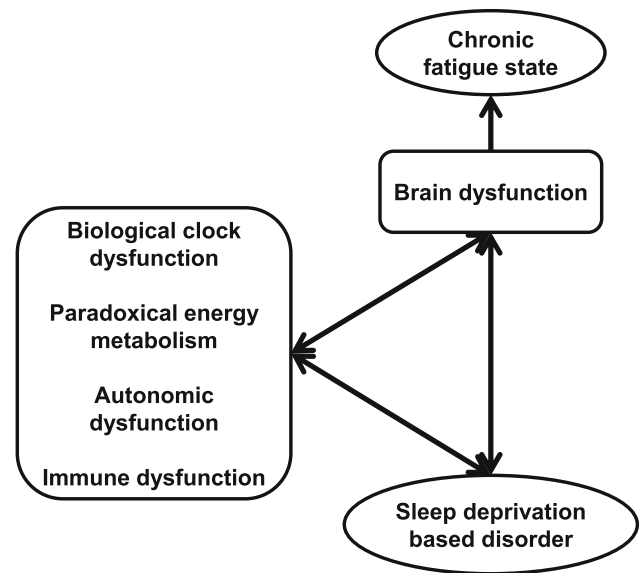 Chronic
fatigue state
Brain dysfunction
Biological clock
dysfunction
Paradoxical energy
metabolism
Autonomic
dysfunction
Immune dysfunction
Sleep deprivation
based disorder